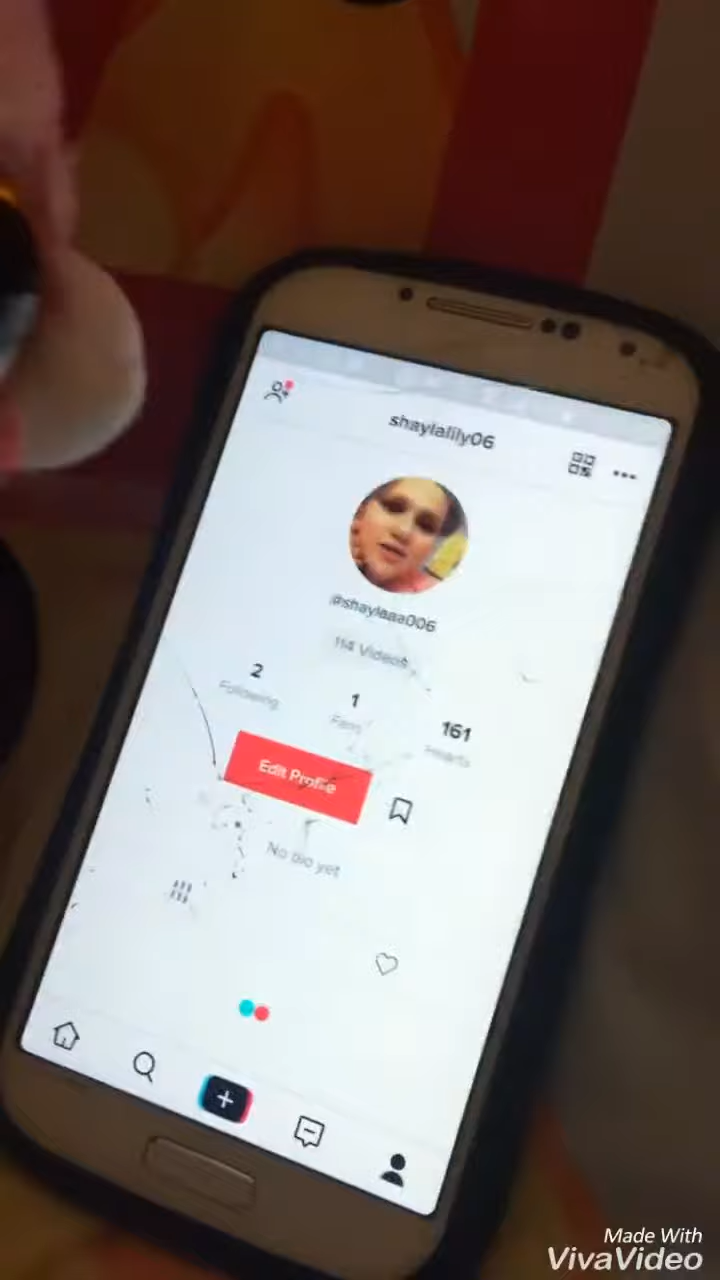 shaylalily06
@shaylaaa006
114 Videos
2
Following
1
Fans
161
Hearts
Edit Profile
No bio yet
Made With
VivaVideo